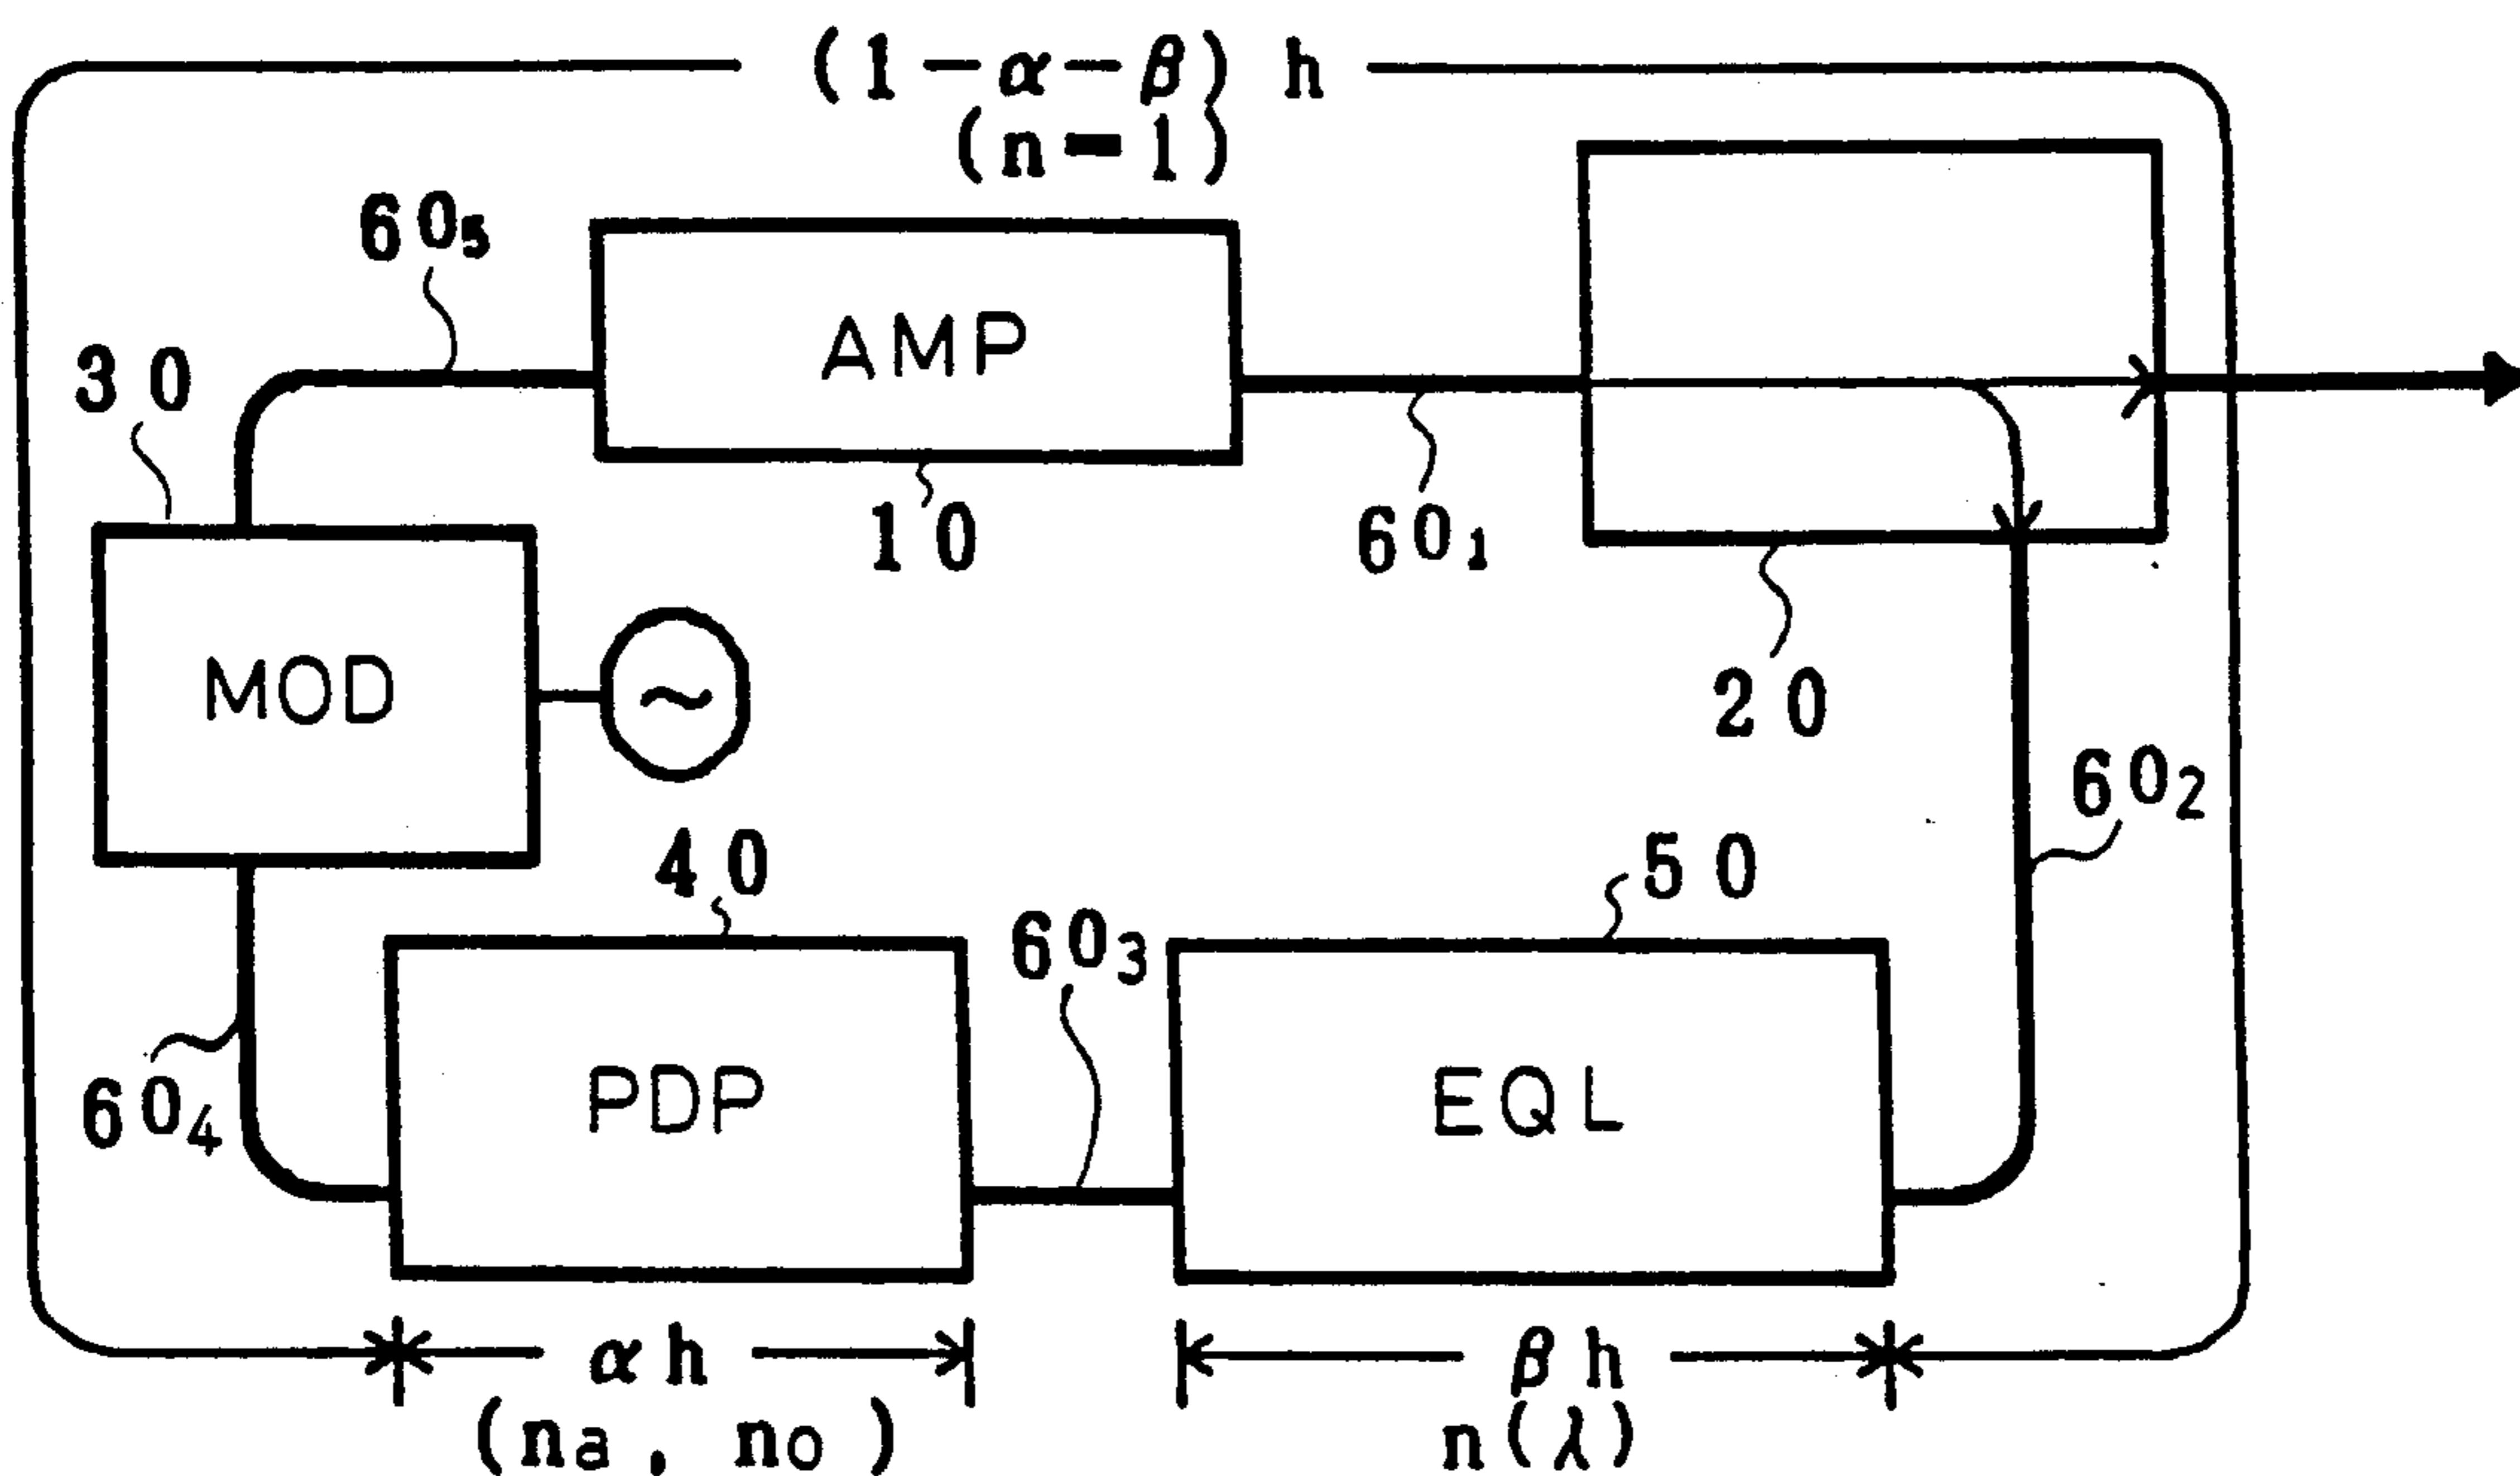 (1-α-β) h
(n-1)
60₅
AMP
30
10
60₁
MOD
~
20
60₂
40
50
60₃
PDP
EQL
60₄
αh
βh
(na, no)
n(λ)